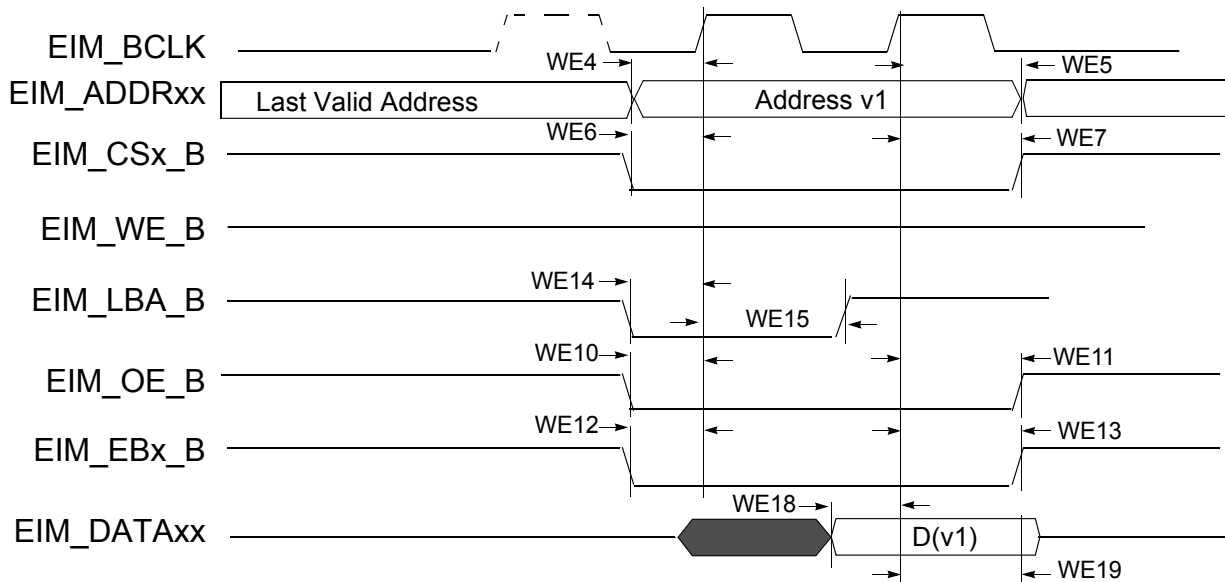 EIM_BCLK
WE4
WE5
EIM_ADDRxx
Last Valid Address
Address v1
WE6
WE7
EIM_CSx_B
EIM_WE_B
WE14
EIM_LBA_B
WE15
WE10
WE11
EIM_OE_B
WE12
WE13
EIM_EBx_B
WE18
EIM_DATAxx
D(v1)
WE19